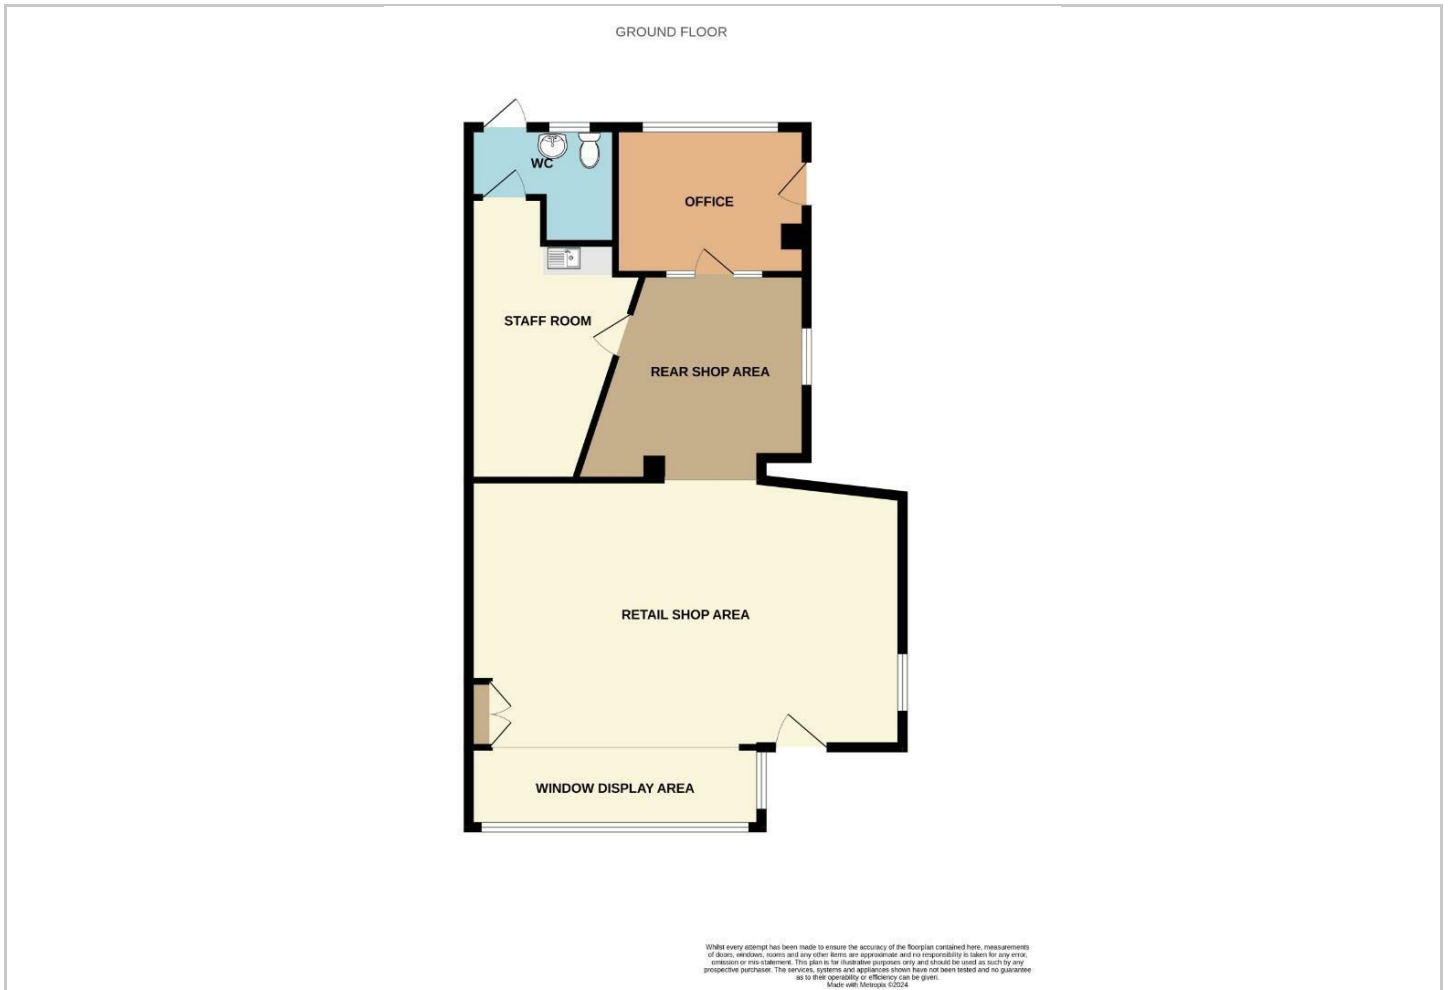 GROUND FLOOR
WC
OFFICE
STAFF ROOM
REAR SHOP AREA
RETAIL SHOP AREA
WINDOW DISPLAY AREA
Whilst every attempt has been made to ensure the accuracy of the floorplan contained here, measurements
of doors, windows, rooms and any other items are approximate and no responsibility is taken for any error,
omission or mis-statement. This plan is for illustrative purposes only and should be used as such by any
prospective purchaser. The services, systems and appliances shown have not been tested and no guarantee
as to their operability or efficiency can be given.
Made with Metropix ©2024